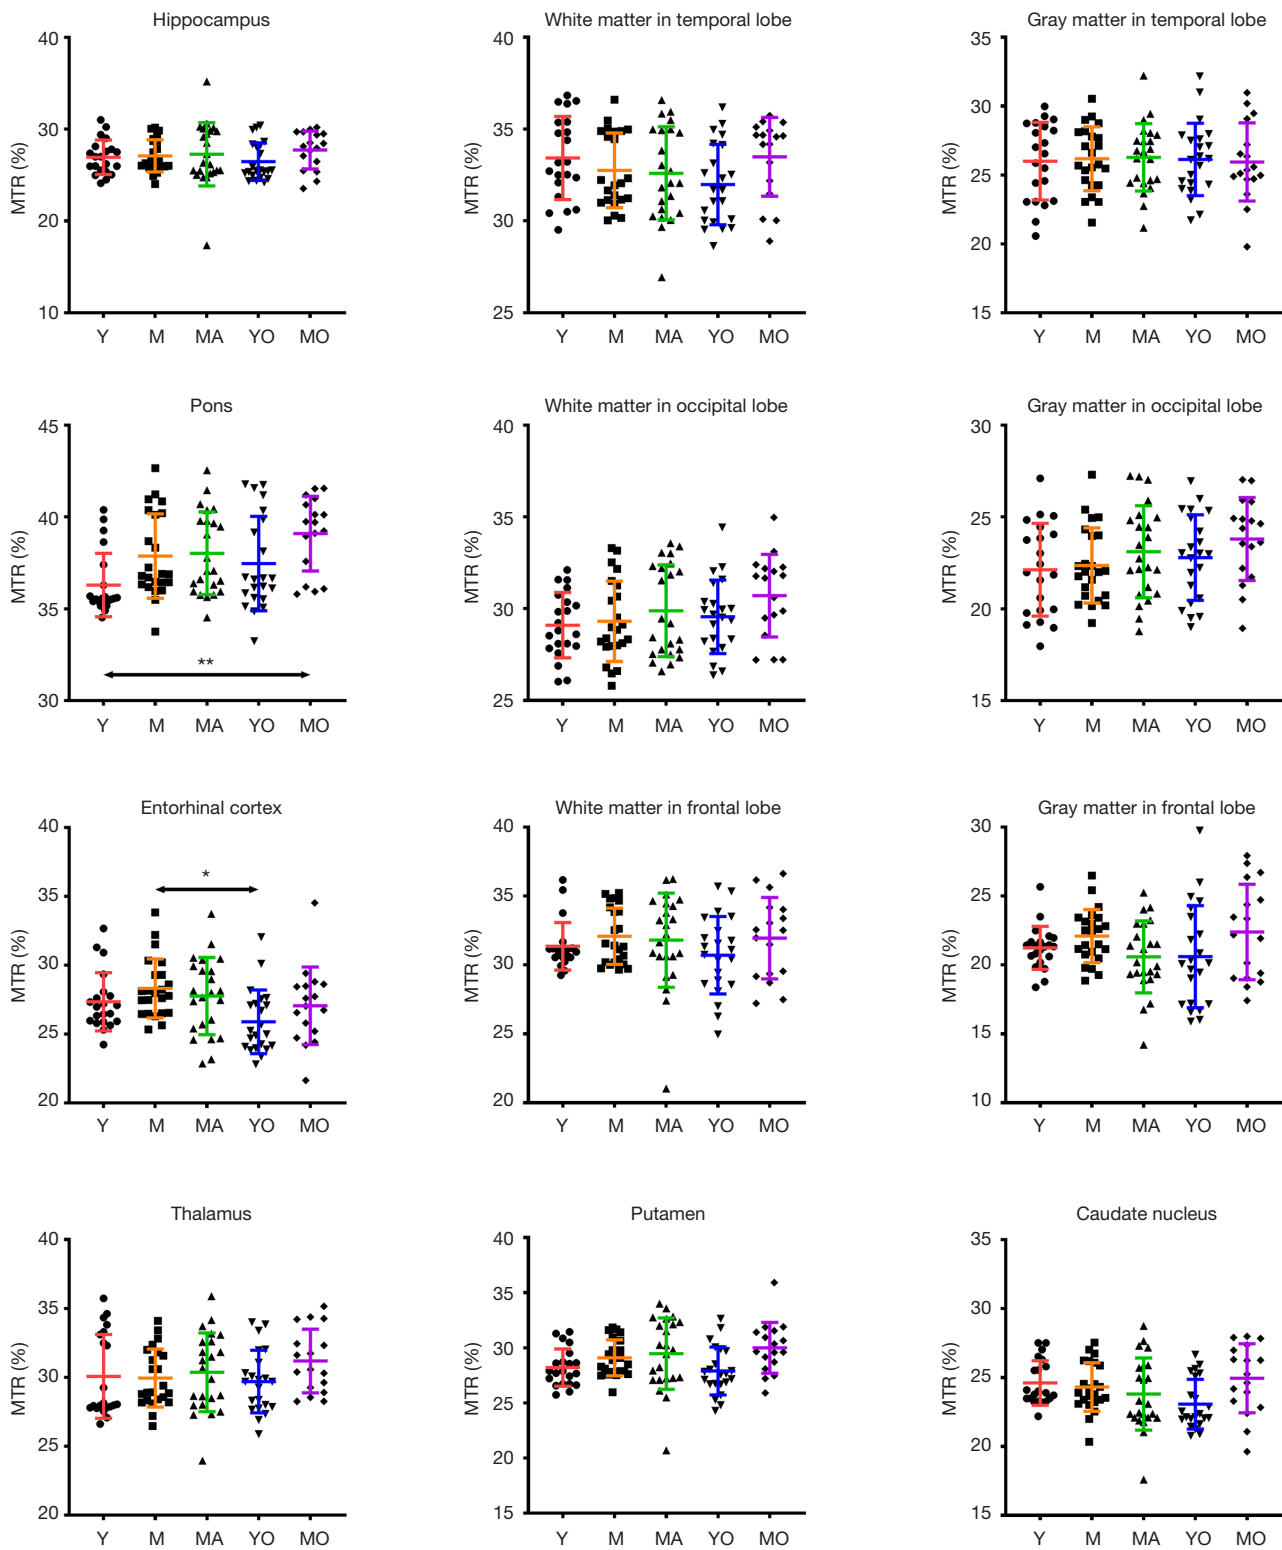 Hippocampus
White matter in temporal lobe
Gray matter in temporal lobe
40
30
20
10
MTR (%)
Y M MA YO MO
40
35
30
25
MTR (%)
Y M MA YO MO
35
30
25
20
15
MTR (%)
Y M MA YO MO
Pons
White matter in occipital lobe
Gray matter in occipital lobe
45
40
35
30
MTR (%)
**
Y M MA YO MO
40
35
30
25
MTR (%)
Y M MA YO MO
30
25
20
15
MTR (%)
Y M MA YO MO
Entorhinal cortex
White matter in frontal lobe
Gray matter in frontal lobe
40
35
30
25
20
MTR (%)
*
Y M MA YO MO
40
35
30
25
20
MTR (%)
Y M MA YO MO
30
25
20
15
10
MTR (%)
Y M MA YO MO
Thalamus
Putamen
Caudate nucleus
40
35
30
25
20
MTR (%)
Y M MA YO MO
40
35
30
25
20
15
MTR (%)
Y M MA YO MO
35
30
25
20
15
MTR (%)
Y M MA YO MO